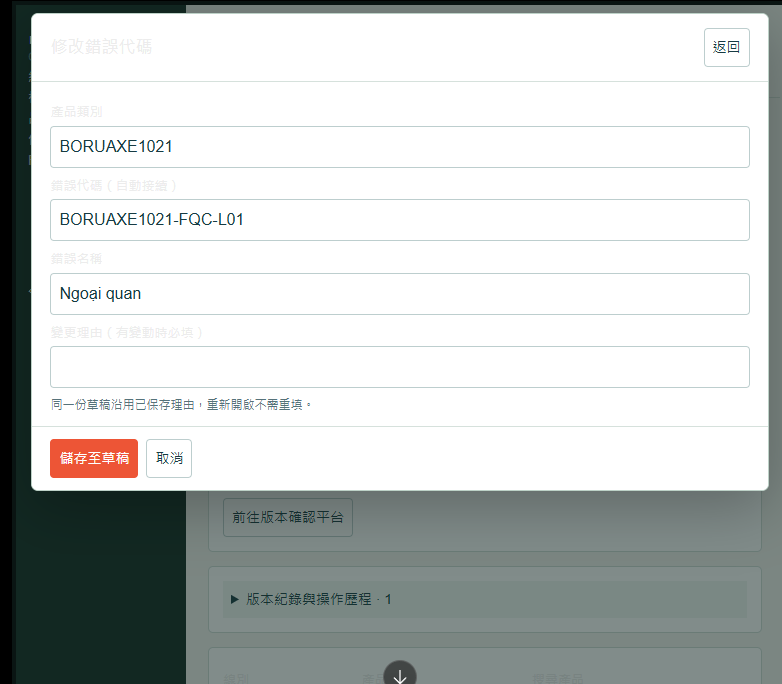 修改錯誤代碼
返回
產品類別
BORUAXE1021
錯誤代碼（自動接續）
BORUAXE1021-FQC-L01
錯誤名稱
Ngoại quan
變更理由（有變動時必填）
同一份草稿沿用已保存理由，重新開啟不需重填。
儲存至草稿
取消
前往版本確認平台
▶ 版本紀錄與操作歷程 · 1
搜尋產品